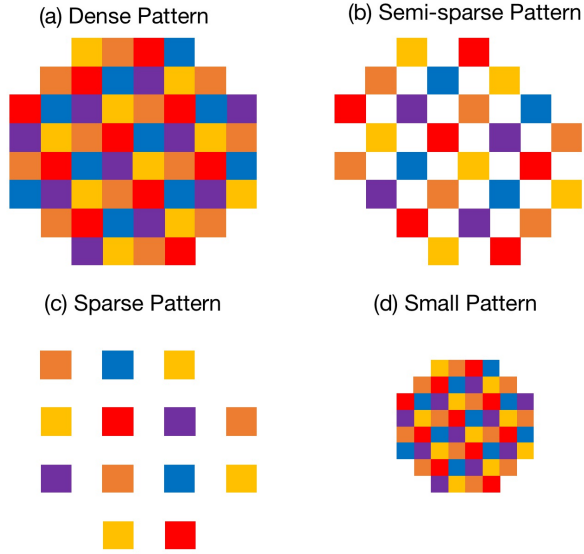 (a) Dense Pattern
(b) Semi-sparse Pattern
(c) Sparse Pattern
(d) Small Pattern